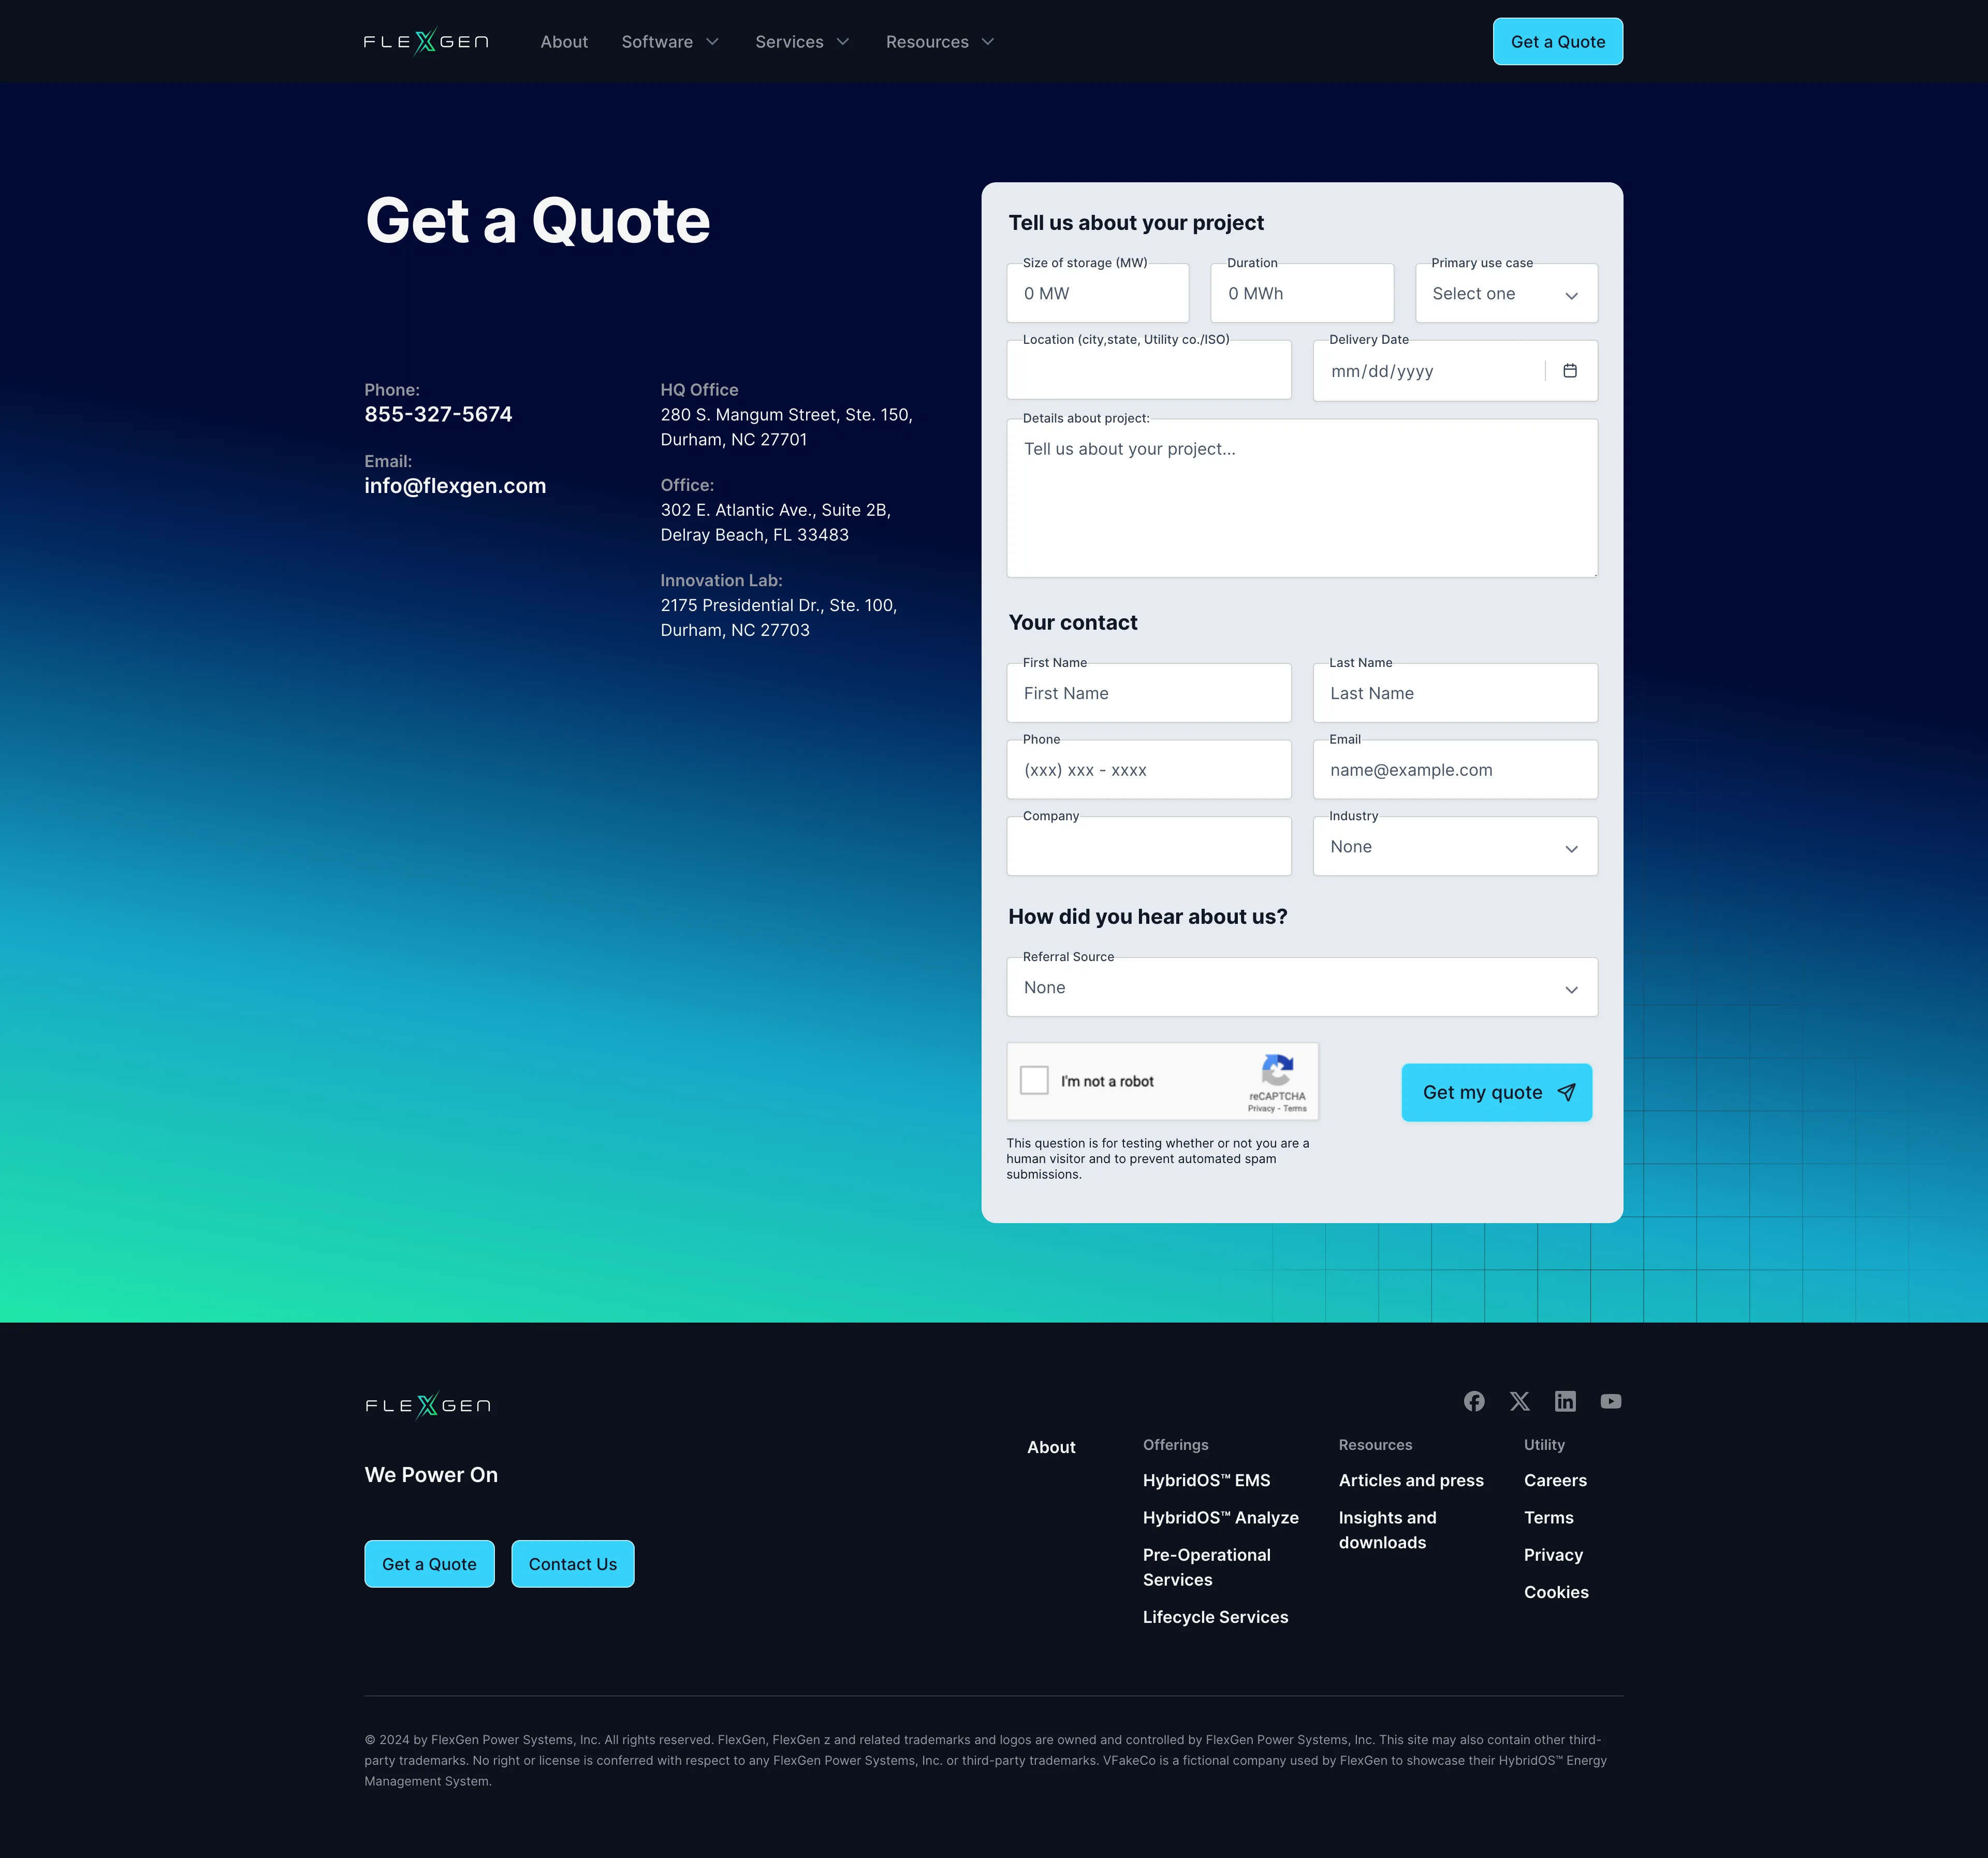 FLEXGEN
About
Software
Services
Resources
Get a Quote
Get a Quote
Phone:
855-327-5674
Email:
info@flexgen.com
HQ Office
280 S. Mangum Street, Ste. 150,
Durham, NC 27701
Office:
302 E. Atlantic Ave., Suite 2B,
Delray Beach, FL 33483
Innovation Lab:
2175 Presidential Dr., Ste. 100,
Durham, NC 27703
Tell us about your project
Size of storage (MW)
0 MW
Duration
0 MWh
Primary use case
Select one
Location (city,state, Utility co./ISO)
Delivery Date
mm/dd/yyyy
Details about project:
Tell us about your project...
Your contact
First Name
First Name
Last Name
Last Name
Phone
(xxx) xxx - xxxx
Email
name@example.com
Company
Industry
None
How did you hear about us?
Referral Source
None
I'm not a robot
reCAPTCHA
Privacy - Terms
Get my quote
This question is for testing whether or not you are a
human visitor and to prevent automated spam
submissions.
FLEXGEN
We Power On
Get a Quote
Contact Us
About
Offerings
HybridOS™ EMS
HybridOS™ Analyze
Pre-Operational
Services
Lifecycle Services
Resources
Articles and press
Insights and
downloads
Utility
Careers
Terms
Privacy
Cookies
© 2024 by FlexGen Power Systems, Inc. All rights reserved. FlexGen, FlexGen z and related trademarks and logos are owned and controlled by FlexGen Power Systems, Inc. This site may also contain other third-
party trademarks. No right or license is conferred with respect to any FlexGen Power Systems, Inc. or third-party trademarks. VFakeCo is a fictional company used by FlexGen to showcase their HybridOS™ Energy
Management System.